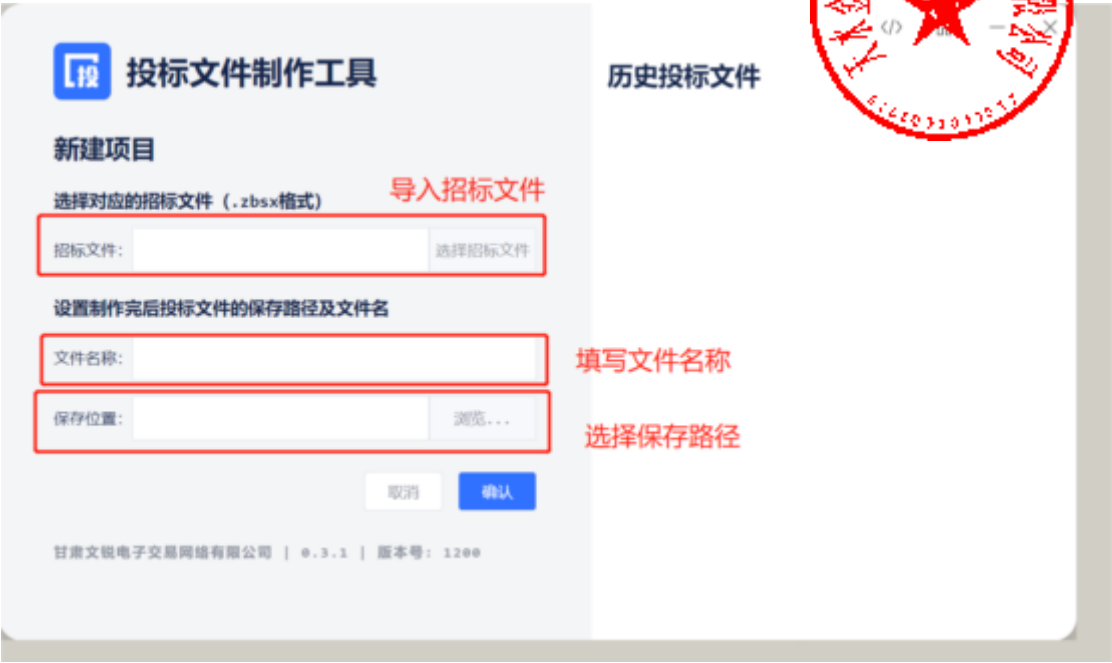 投标文件制作工具
历史投标文件
新建项目
选择对应的招标文件（.zbsx格式）
导入招标文件
招标文件：
选择招标文件
设置制作完后投标文件的保存路径及文件名
文件名称：
填写文件名称
保存位置：
浏览...
选择保存路径
取消
确认
甘肃文锐电子交易网络有限公司 | 0.3.1 | 版本号：1200